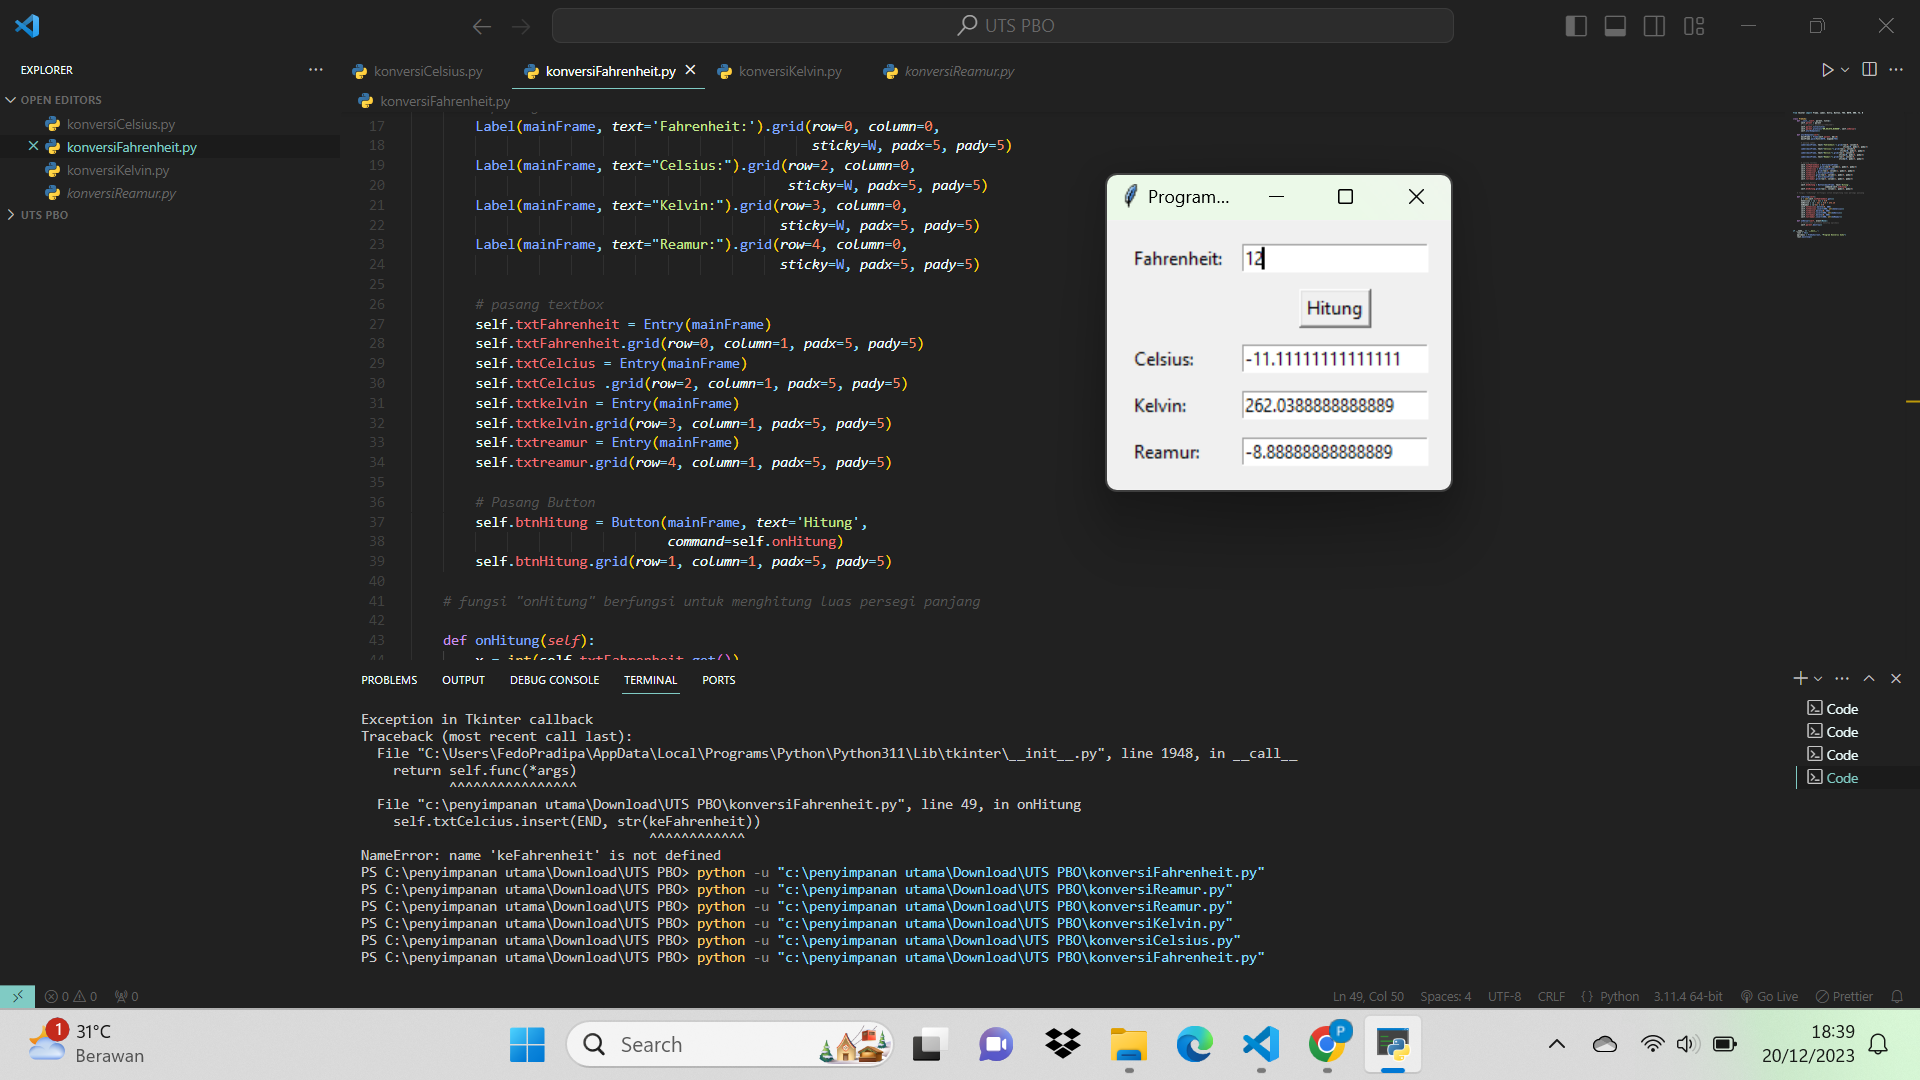 UTS PBO
EXPLORER
OPEN EDITORS
konversiCelsius.py
konversiFahrenheit.py
konversiKelvin.py
konversiReamur.py
UTS PBO
konversiCelsius.py
konversiFahrenheit.py
konversiKelvin.py
konversiReamur.py
konversiFahrenheit.py
17 Label(mainFrame, text='Fahrenheit:').grid(row=0, column=0,
18 sticky=W, padx=5, pady=5)
19 Label(mainFrame, text="Celsius:").grid(row=2, column=0,
20 sticky=W, padx=5, pady=5)
21 Label(mainFrame, text="Kelvin:").grid(row=3, column=0,
22 sticky=W, padx=5, pady=5)
23 Label(mainFrame, text="Reamur:").grid(row=4, column=0,
24 sticky=W, padx=5, pady=5)
25
26 # pasang textbox
27 self.txtFahrenheit = Entry(mainFrame)
28 self.txtFahrenheit.grid(row=0, column=1, padx=5, pady=5)
29 self.txtCelcius = Entry(mainFrame)
30 self.txtCelcius .grid(row=2, column=1, padx=5, pady=5)
31 self.txtkelvin = Entry(mainFrame)
32 self.txtkelvin.grid(row=3, column=1, padx=5, pady=5)
33 self.txtreamur = Entry(mainFrame)
34 self.txtreamur.grid(row=4, column=1, padx=5, pady=5)
35
36 # Pasang Button
37 self.btnHitung = Button(mainFrame, text='Hitung',
38 command=self.onHitung)
39 self.btnHitung.grid(row=1, column=1, padx=5, pady=5)
40
41 # fungsi "onHitung" berfungsi untuk menghitung luas persegi panjang
42
43 def onHitung(self):
44 x = int(self.txtFahrenheit.get())
Program...
Fahrenheit: 12
Hitung
Celsius: -11.11111111111111
Kelvin: 262.0388888888889
Reamur: -8.88888888888889
PROBLEMS OUTPUT DEBUG CONSOLE TERMINAL PORTS
Exception in Tkinter callback
Traceback (most recent call last):
File "C:\Users\FedoPradipa\AppData\Local\Programs\Python\Python311\Lib\tkinter\__init__.py", line 1948, in __call__
return self.func(*args)
^^^^^^^^^^^^^^^^
File "c:\penyimpanan utama\Download\UTS PBO\konversiFahrenheit.py", line 49, in onHitung
self.txtCelcius.insert(END, str(keFahrenheit))
^^^^^^^^^^^^
NameError: name 'keFahrenheit' is not defined
PS C:\penyimpanan utama\Download\UTS PBO> python -u "c:\penyimpanan utama\Download\UTS PBO\konversiFahrenheit.py"
PS C:\penyimpanan utama\Download\UTS PBO> python -u "c:\penyimpanan utama\Download\UTS PBO\konversiReamur.py"
PS C:\penyimpanan utama\Download\UTS PBO> python -u "c:\penyimpanan utama\Download\UTS PBO\konversiReamur.py"
PS C:\penyimpanan utama\Download\UTS PBO> python -u "c:\penyimpanan utama\Download\UTS PBO\konversiKelvin.py"
PS C:\penyimpanan utama\Download\UTS PBO> python -u "c:\penyimpanan utama\Download\UTS PBO\konversiCelsius.py"
PS C:\penyimpanan utama\Download\UTS PBO> python -u "c:\penyimpanan utama\Download\UTS PBO\konversiFahrenheit.py"
Code
Code
Code
Code
0 0 0
Ln 49, Col 50 Spaces: 4 UTF-8 CRLF {} Python 3.11.4 64-bit Go Live Prettier
1
31°C
Berawan
Search
P
18:39
20/12/2023